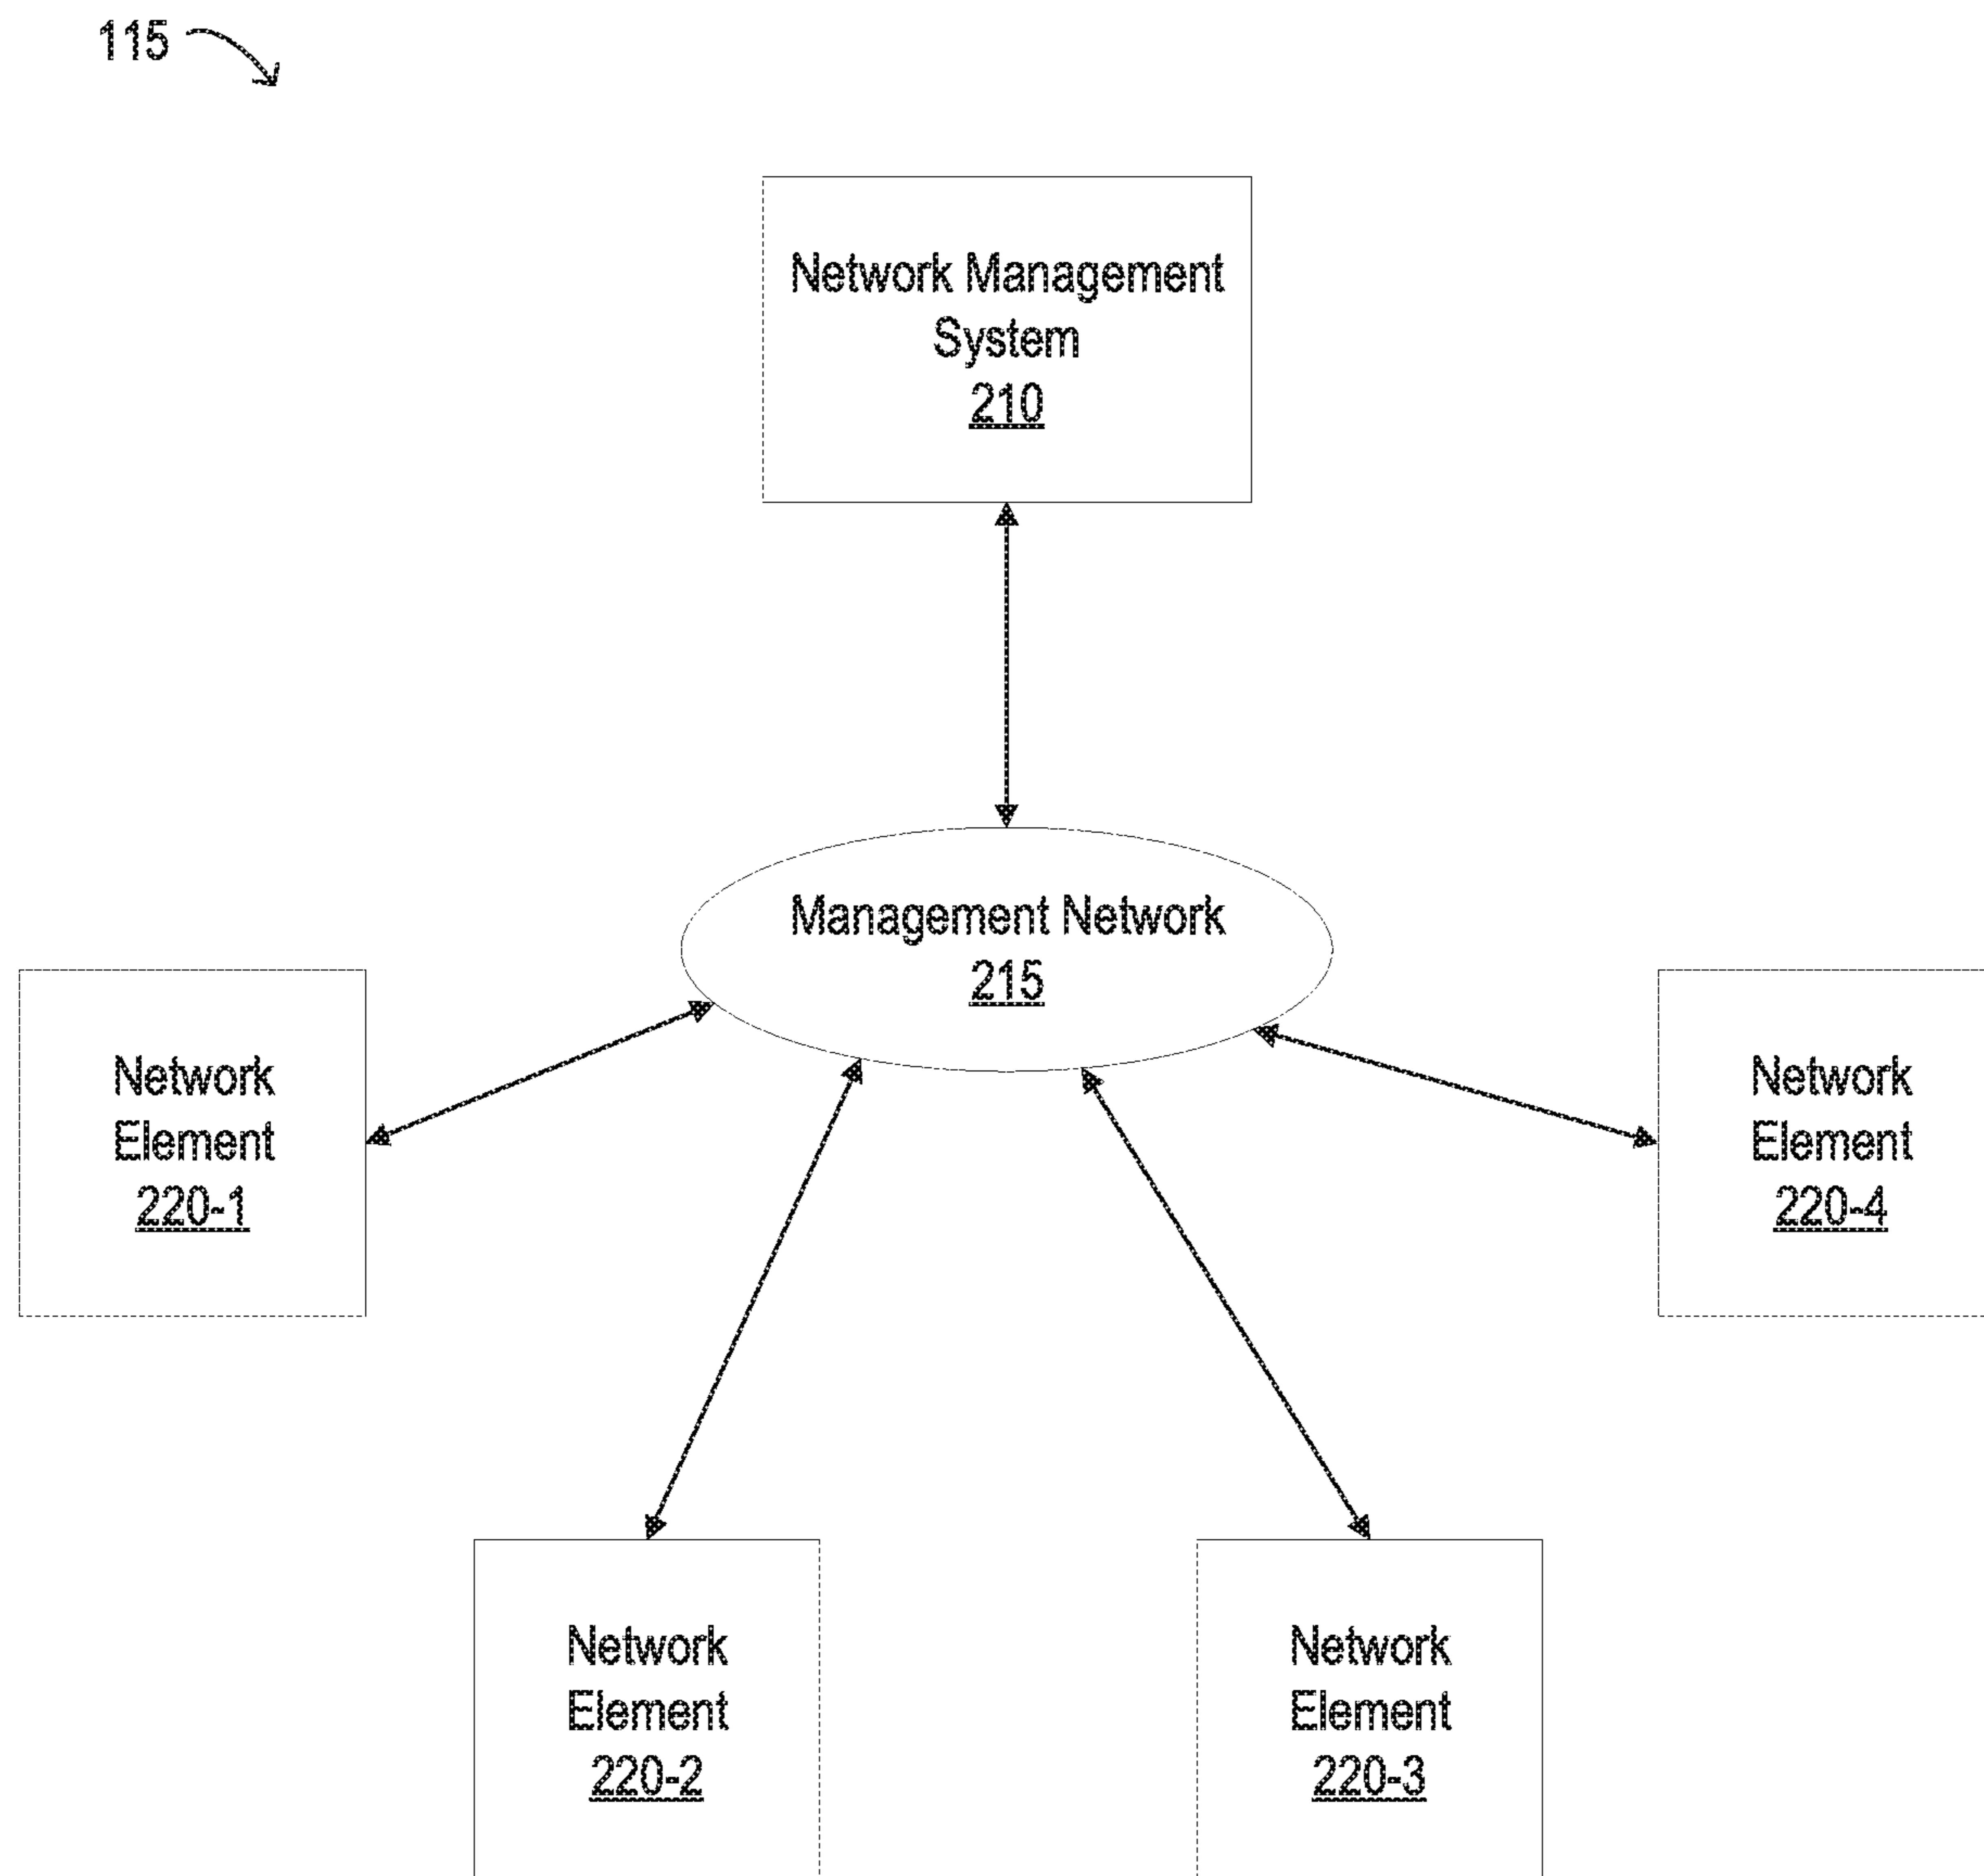 115
Network Management
System
210
Management Network
215
Network
Element
220-1
Network
Element
220-4
Network
Element
220-2
Network
Element
220-3